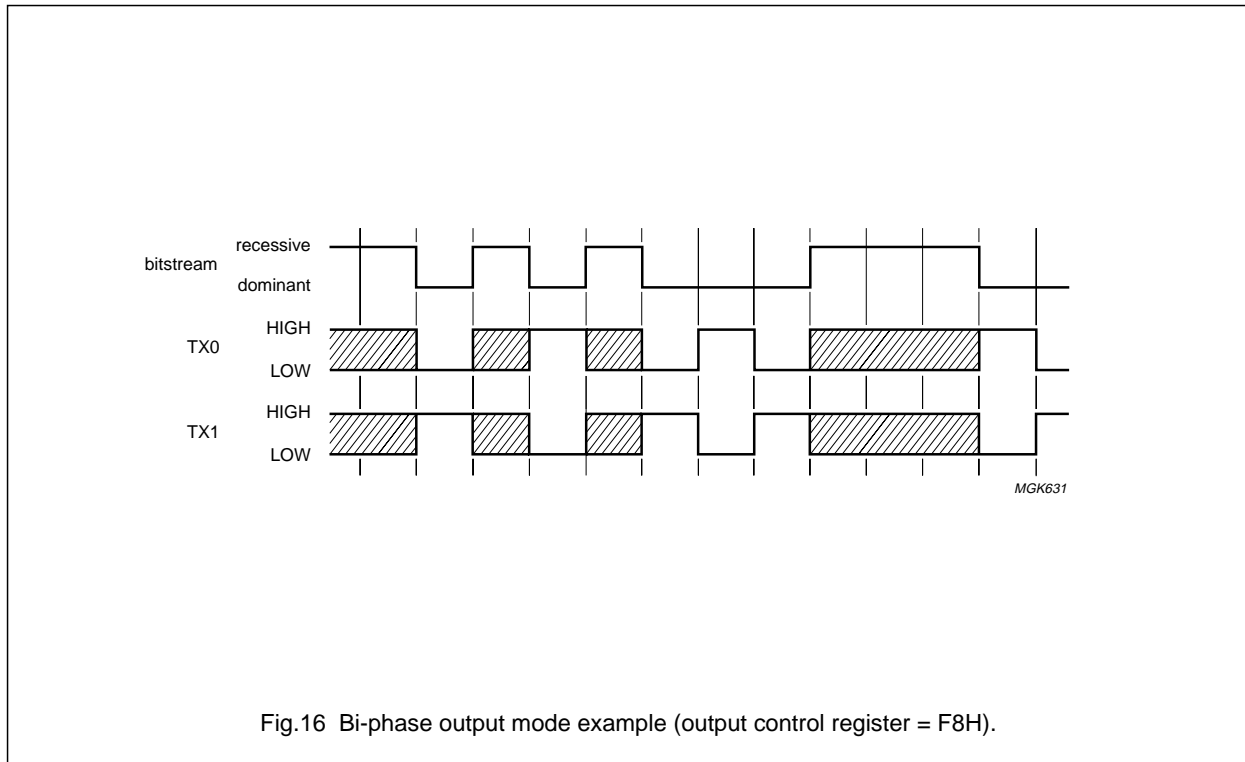 recessive
bitstream
dominant
HIGH
TX0
LOW
HIGH
TX1
LOW
MGK631
Fig.16 Bi-phase output mode example (output control register = F8H).